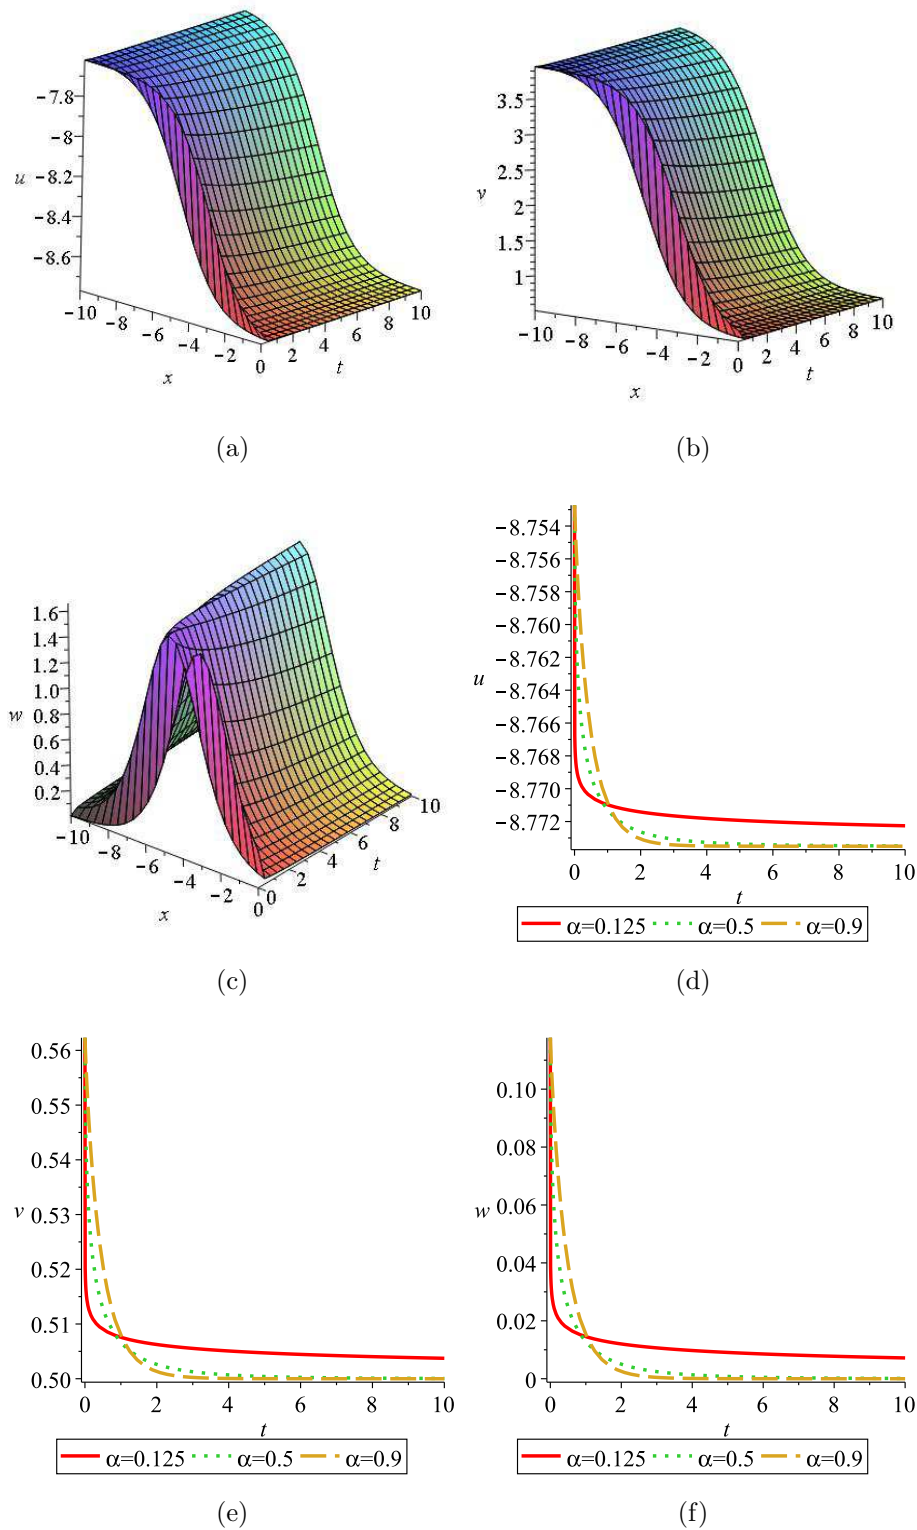 −7.8
−8
−8.2
−8.4
−8.6
u
−10 −8 −6 −4 −2 0
x
2 4 6 8 10
t
(a)
3.5
3
2.5
2
1.5
1
v
−10 −8 −6 −4 −2 0
x
2 4 6 8 10
t
(b)
1.6
1.4
1.2
1.0
0.8
0.6
0.4
0.2
w
−10 −8 −6 −4 −2 0
x
0 2 4 6 8 10
t
(c)
−8.754
−8.756
−8.758
−8.760
−8.762
−8.764
−8.766
−8.768
−8.770
−8.772
u
0 2 4 6 8 10
t
α=0.125 α=0.5 α=0.9
(d)
0.56
0.55
0.54
0.53
0.52
0.51
0.50
v
0 2 4 6 8 10
t
α=0.125 α=0.5 α=0.9
(e)
0.10
0.08
0.06
0.04
0.02
0
w
0 2 4 6 8 10
t
α=0.125 α=0.5 α=0.9
(f)